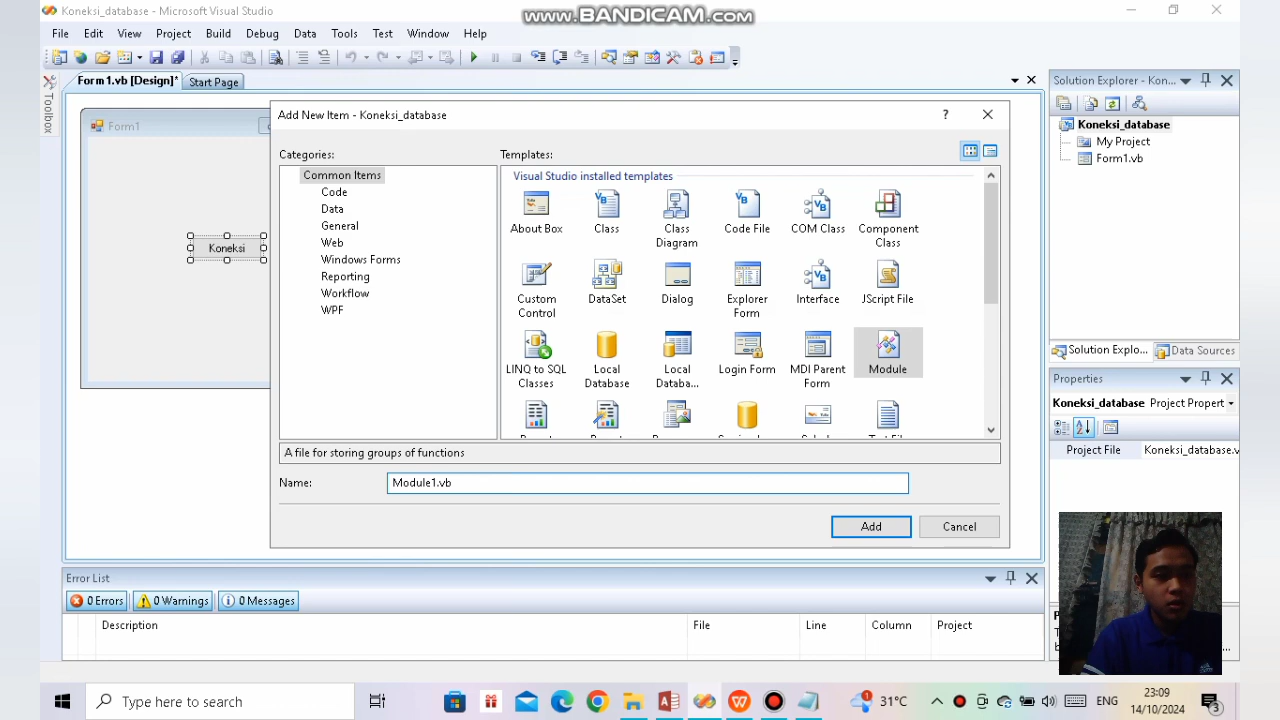 Koneksi_database - Microsoft Visual Studio
www.BANDICAM.com
File Edit View Project Build Debug Data Tools Test Window Help
Form1.vb [Design]* Start Page
Toolbox
Form1
Koneksi
Add New Item - Koneksi_database
?
Categories:
Common Items
Code
Data
General
Web
Windows Forms
Reporting
Workflow
WPF
Templates:
Visual Studio installed templates
About Box
Class
Class Diagram
Code File
COM Class
Component Class
Custom Control
DataSet
Dialog
Explorer Form
Interface
JScript File
LINQ to SQL Classes
Local Database
Local Databa...
Login Form
MDI Parent Form
Module
A file for storing groups of functions
Name: Module1.vb
Add Cancel
Solution Explorer - Kon...
Koneksi_database
My Project
Form1.vb
Solution Explo... Data Sources
Properties
Koneksi_database Project Propert
Project File Koneksi_database.v
Error List
0 Errors 0 Warnings 0 Messages
Description File Line Column Project
Type here to search
1 31°C ENG 23:09
14/10/2024 3